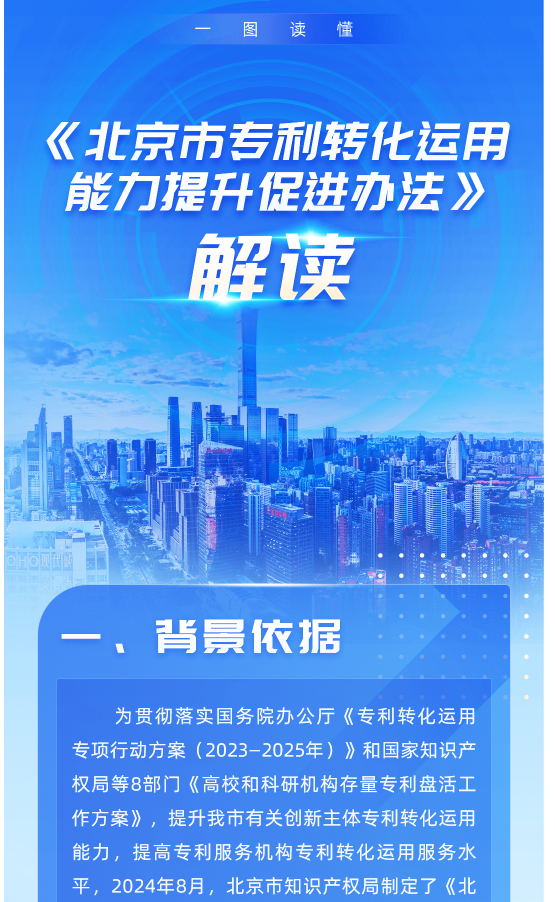 一图读懂
《北京市专利转化运用
能力提升促进办法》
解读
一、背景依据
为贯彻落实国务院办公厅《专利转化运用
专项行动方案（2023—2025年）》和国家知识产
权局等8部门《高校和科研机构存量专利盘活工
作方案》，提升我市有关创新主体专利转化运用
能力，提高专利服务机构专利转化运用服务水
平，2024年8月，北京市知识产权局制定了《北